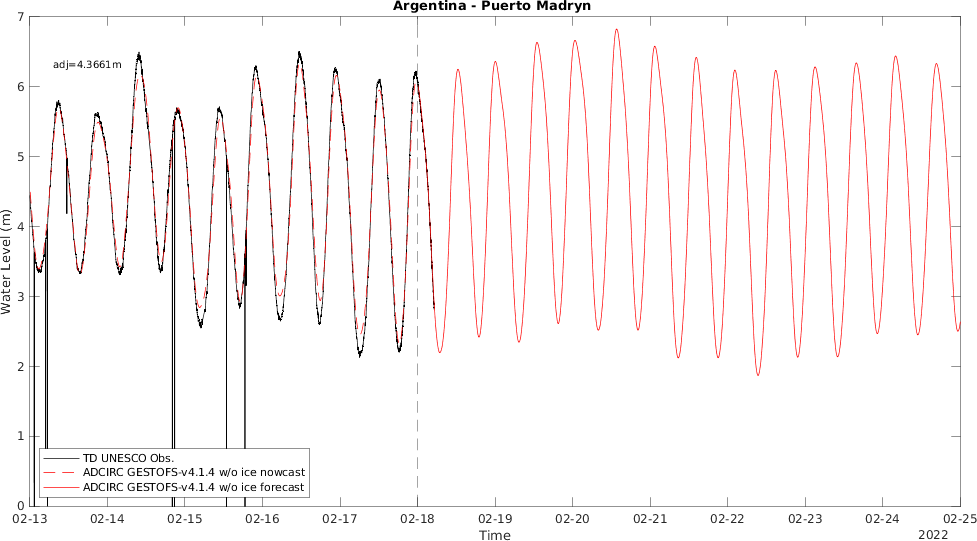 Argentina - Puerto Madryn
adj=4.3661m
Water Level (m)
7
6
5
4
3
2
1
0
TD UNESCO Obs.
ADCIRC GESTOFS-v4.1.4 w/o ice nowcast
ADCIRC GESTOFS-v4.1.4 w/o ice forecast
02-13 02-14 02-15 02-16 02-17 02-18 02-19 02-20 02-21 02-22 02-23 02-24 02-25
Time
2022